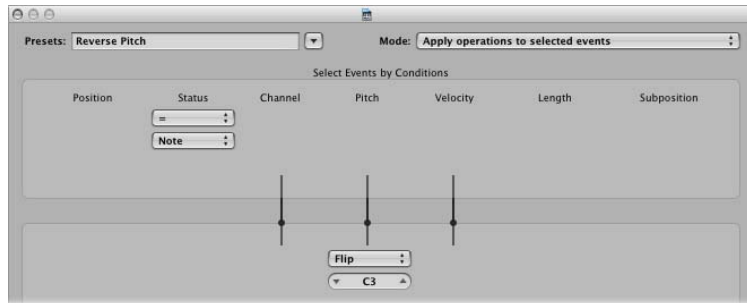 Presets: Reverse Pitch Mode: Apply operations to selected events
Select Events by Conditions
Position Status Channel Pitch Velocity Length Subposition
=
Note
Flip
C3